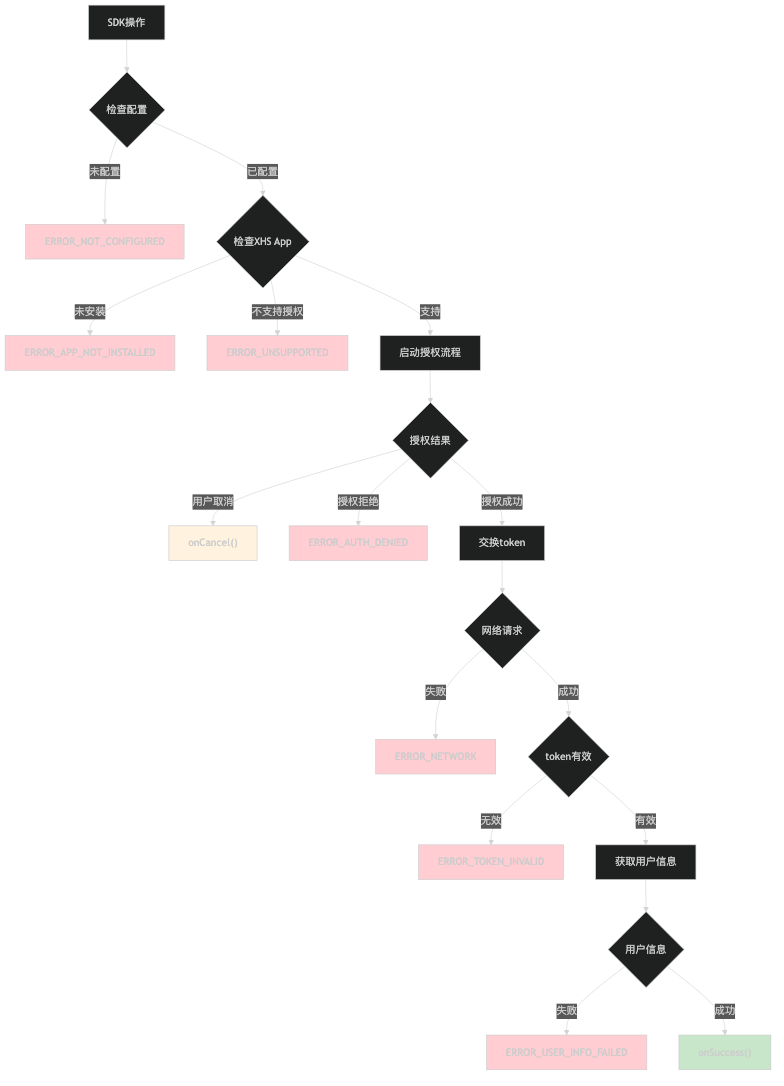 SDK操作
检查配置
未配置
已配置
ERROR_NOT_CONFIGURED
检查XHS App
未安装
不支持授权
支持
ERROR_APP_NOT_INSTALLED
ERROR_UNSUPPORTED
启动授权流程
授权结果
用户取消
授权拒绝
授权成功
onCancel()
ERROR_AUTH_DENIED
交换token
网络请求
失败
成功
ERROR_NETWORK
token有效
无效
有效
ERROR_TOKEN_INVALID
获取用户信息
用户信息
失败
成功
ERROR_USER_INFO_FAILED
onSuccess()